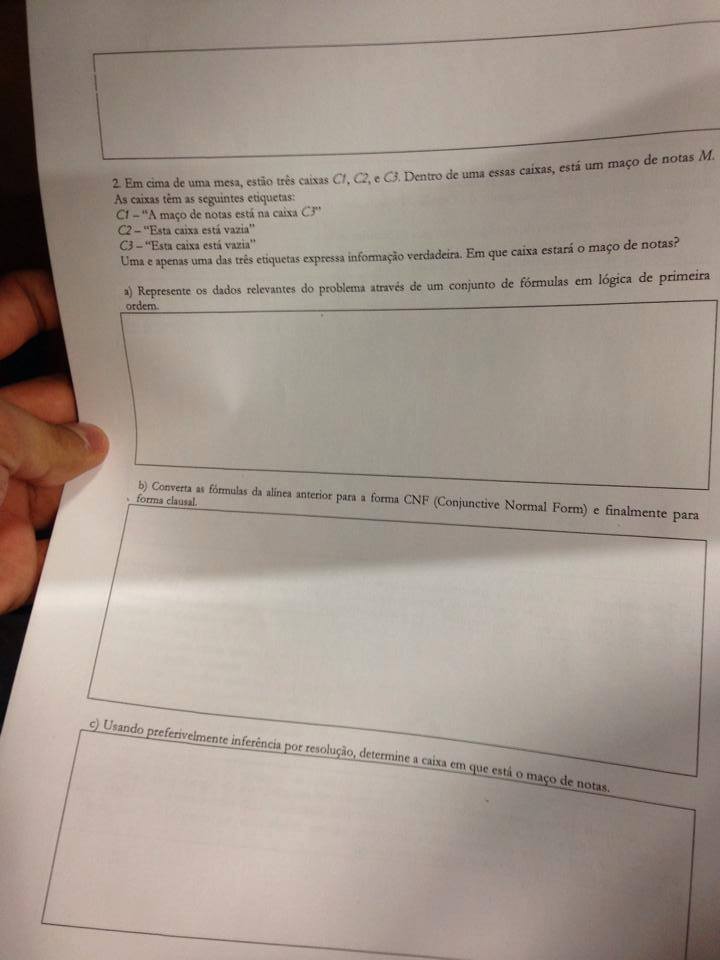 2. Em cima de uma mesa, estão três caixas C1, C2, e C3. Dentro de uma essas caixas, está um maço de notas M.
As caixas têm as seguintes etiquetas:
C1 – “A maço de notas está na caixa C3”
C2 – “Esta caixa está vazia”
C3 – “Esta caixa está vazia”
Uma e apenas uma das três etiquetas expressa informação verdadeira. Em que caixa estará o maço de notas?
a) Represente os dados relevantes do problema através de um conjunto de fórmulas em lógica de primeira
ordem.
b) Converta as fórmulas da alínea anterior para a forma CNF (Conjunctive Normal Form) e finalmente para
forma clausal.
c) Usando preferivelmente inferência por resolução, determine a caixa em que está o maço de notas.